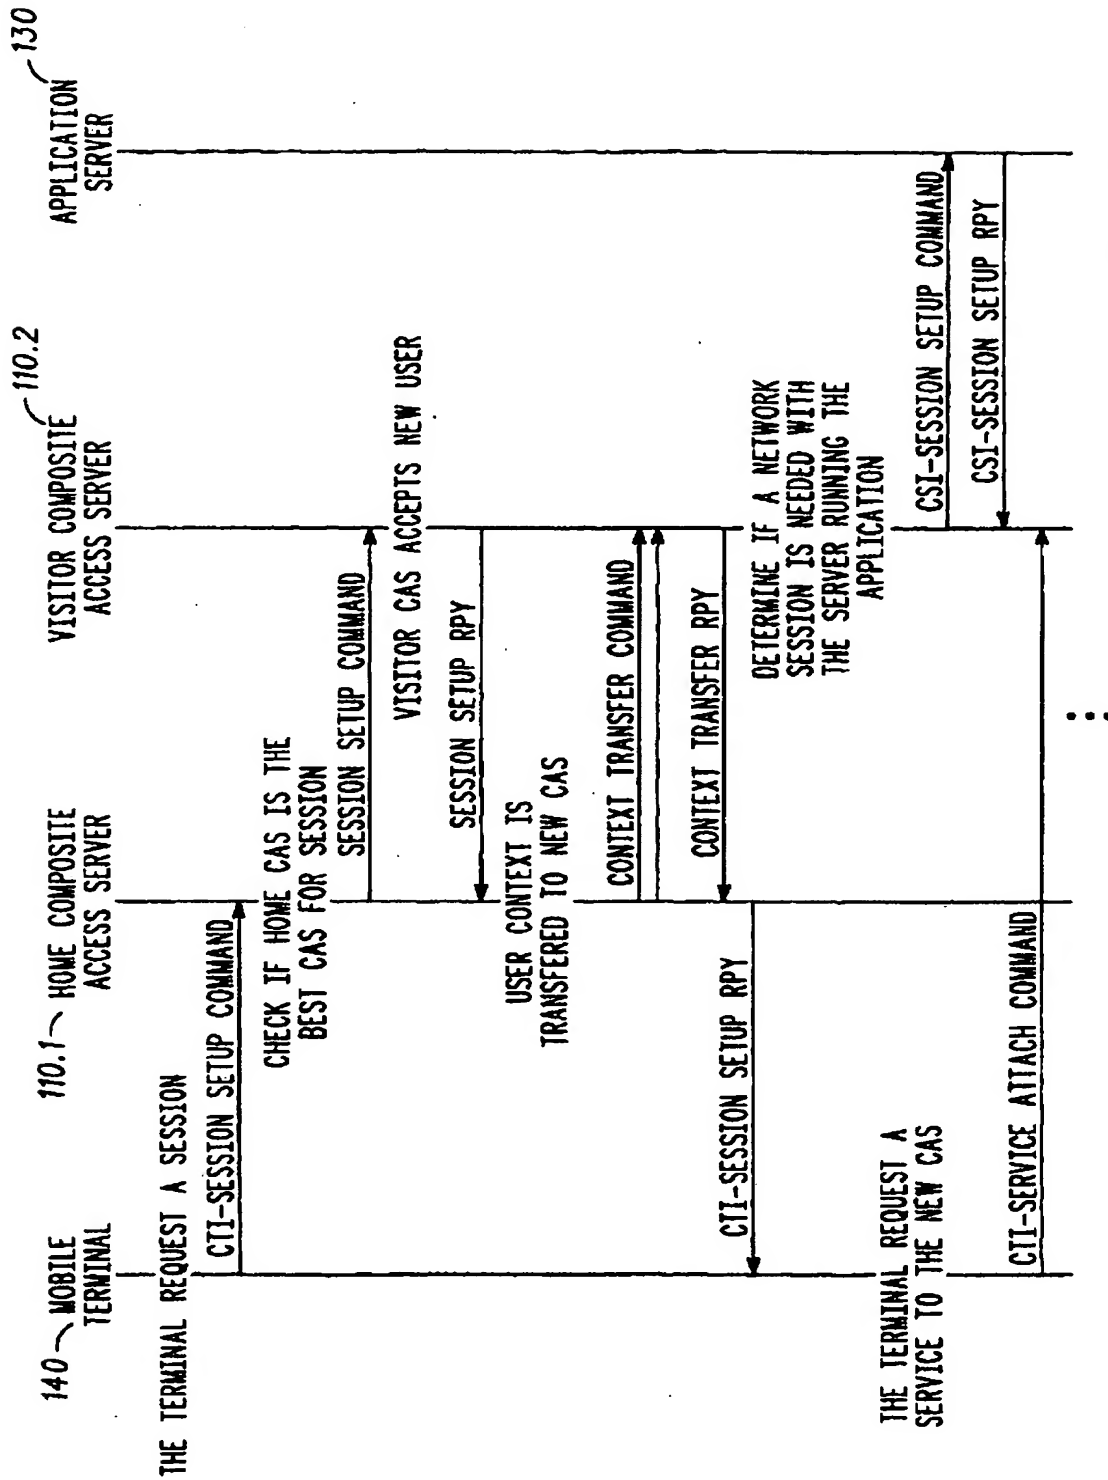 140
MOBILE
TERMINAL
110.1
HOME COMPOSITE
ACCESS SERVER
VISITOR COMPOSITE
ACCESS SERVER
110.2
APPLICATION
SERVER
130
THE TERMINAL REQUEST A SESSION
CTI-SESSION SETUP COMMAND
CHECK IF HOME CAS IS THE
BEST CAS FOR SESSION
SESSION SETUP COMMAND
VISITOR CAS ACCEPTS NEW USER
SESSION SETUP RPY
USER CONTEXT IS
TRANSFERED TO NEW CAS
CONTEXT TRANSFER COMMAND
CONTEXT TRANSFER RPY
CTI-SESSION SETUP RPY
DETERMINE IF A NETWORK
SESSION IS NEEDED WITH
THE SERVER RUNNING THE
APPLICATION
THE TERMINAL REQUEST A
SERVICE TO THE NEW CAS
CSI-SESSION SETUP COMMAND
CSI-SESSION SETUP RPY
CTI-SERVICE ATTACH COMMAND